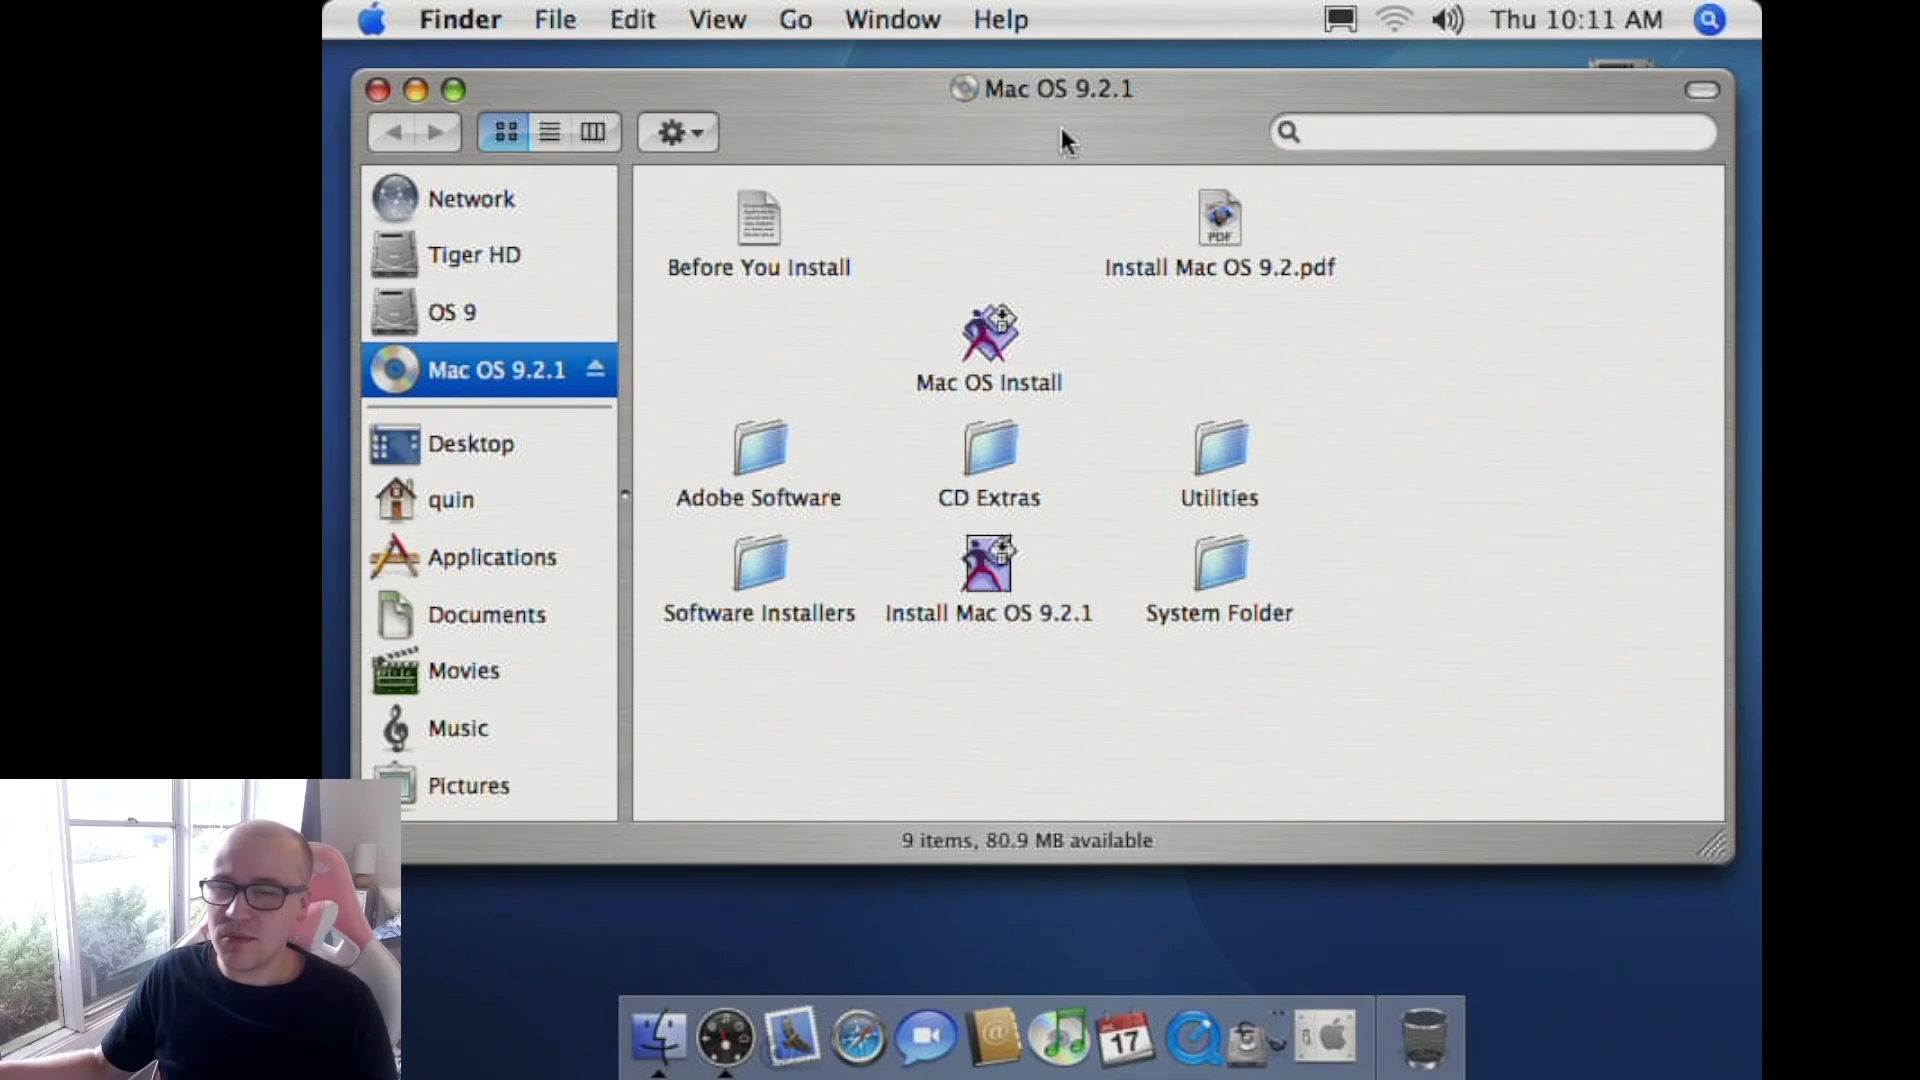 Finder File Edit View Go Window Help Thu 10:11 AM
Mac OS 9.2.1
Network
Tiger HD
OS 9
Mac OS 9.2.1
Desktop
quin
Applications
Documents
Movies
Music
Pictures
Before You Install
PDF
Install Mac OS 9.2.pdf
Mac OS Install
Adobe Software CD Extras Utilities
Software Installers Install Mac OS 9.2.1 System Folder
9 items, 80.9 MB available
@
17